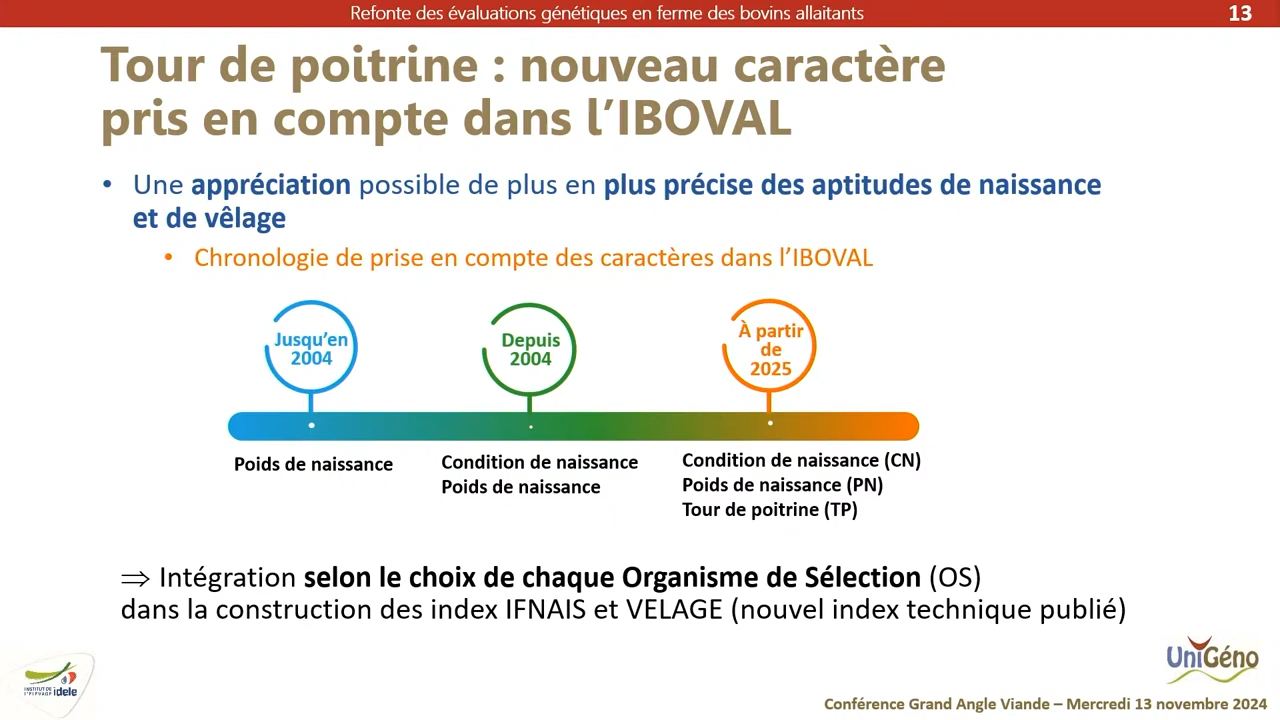 Refonte des évaluations génétiques en ferme des bovins allaitants
13
Tour de poitrine : nouveau caractère
pris en compte dans l’IBOVAL
• Une appréciation possible de plus en plus précise des aptitudes de naissance
et de vêlage
• Chronologie de prise en compte des caractères dans l’IBOVAL
Jusqu’en
2004
Depuis
2004
À partir
de
2025
Poids de naissance
Condition de naissance
Poids de naissance
Condition de naissance (CN)
Poids de naissance (PN)
Tour de poitrine (TP)
⇒ Intégration selon le choix de chaque Organisme de Sélection (OS)
dans la construction des index IFNAIS et VELAGE (nouvel index technique publié)
INSTITUT DE
L'ÉLEVAGE idele
UniGéno
Conférence Grand Angle Viande – Mercredi 13 novembre 2024